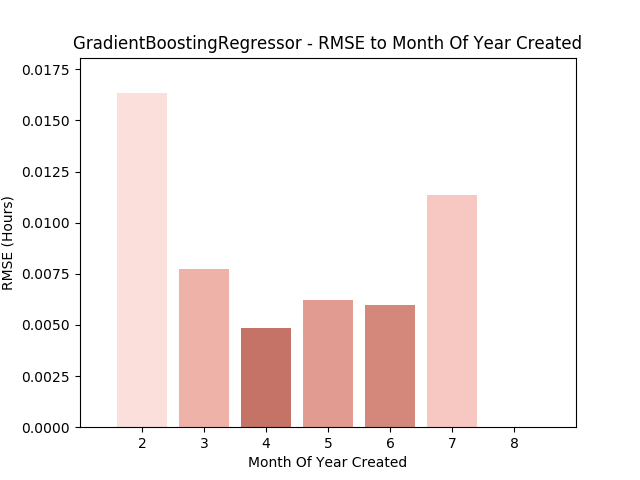 GradientBoostingRegressor - RMSE to Month Of Year Created
0.0175
0.0150
0.0125
0.0100
0.0075
0.0050
0.0025
0.0000
RMSE (Hours)
2 3 4 5 6 7 8
Month Of Year Created